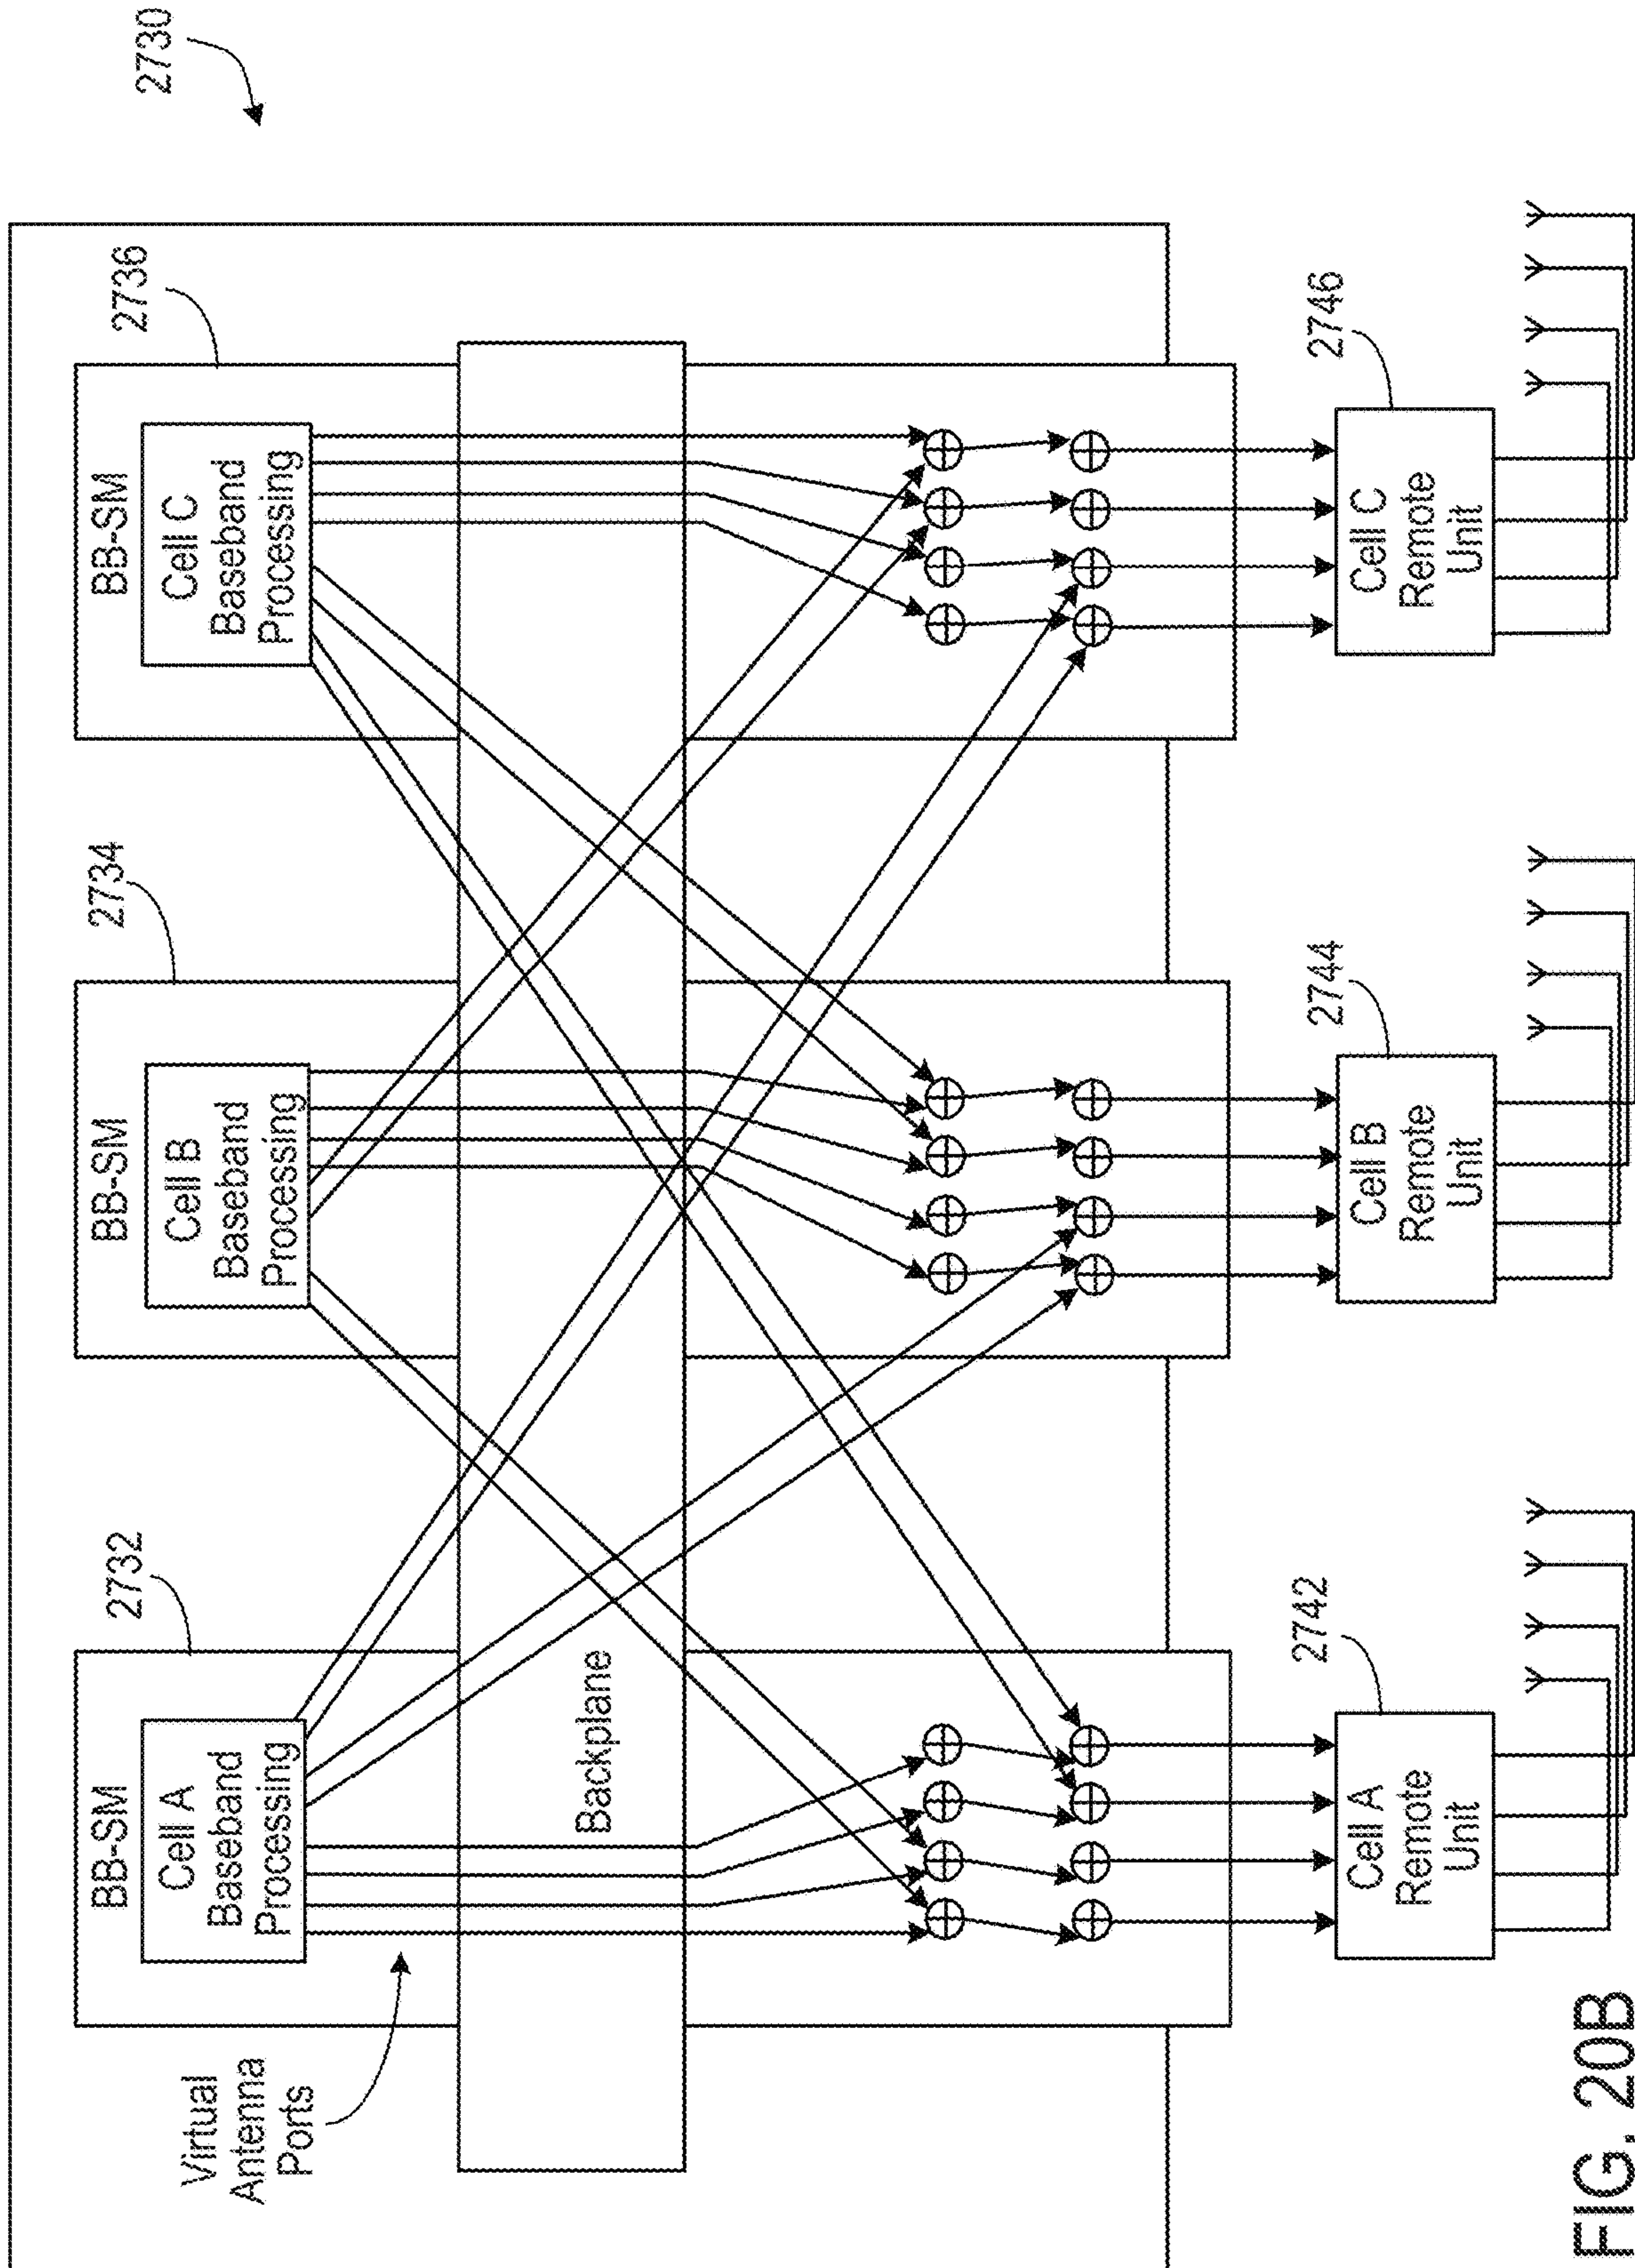 2730
2732
2734
2736
BB-SM
Cell A
Baseband
Processing
BB-SM
Cell B
Baseband
Processing
BB-SM
Cell C
Baseband
Processing
Virtual
Antenna
Ports
Backplane
2742
2744
2746
Cell A
Remote
Unit
Cell B
Remote
Unit
Cell C
Remote
Unit
FIG. 20B